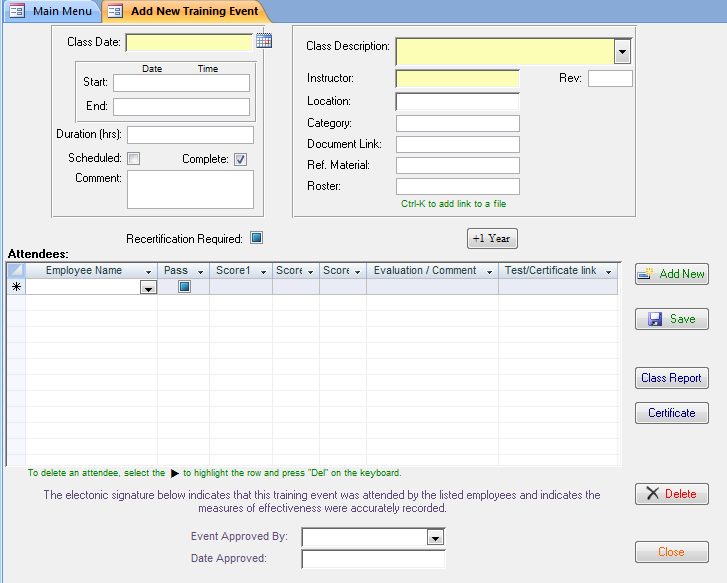 Main Menu
Add New Training Event
Class Date:
Date Time
Start:
End:
Duration (hrs):
Scheduled: Complete:
Comment:
Class Description:
Instructor: Rev:
Location:
Category:
Document Link:
Ref. Material:
Roster:
Ctrl-K to add link to a file
Recertification Required:
+1 Year
Attendees:
Employee Name Pass Score1 Score Score Evaluation / Comment Test/Certificate link
Add New
Save
Class Report
Certificate
To delete an attendee, select the ▶ to highlight the row and press "Del" on the keyboard.
The electonic signature below indicates that this training event was attended by the listed employees and indicates the
measures of effectiveness were accurately recorded.
Delete
Event Approved By:
Date Approved:
Close